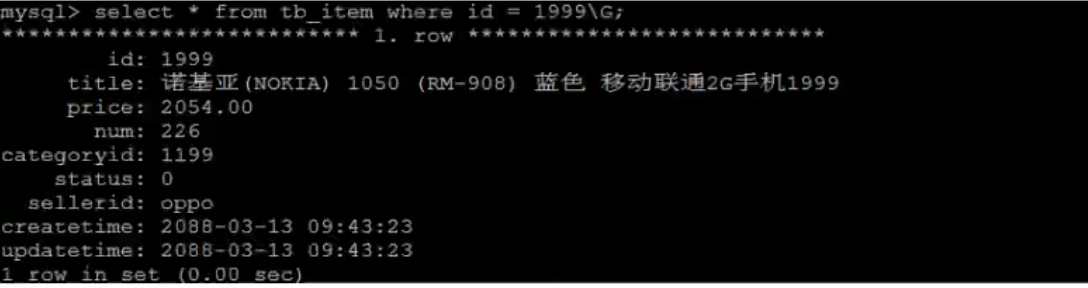 mysql> select * from tb_item where id = 1999\G;
*************************** 1. row ***************************
id: 1999
title: 诺基亚(NOKIA) 1050 (RM-908) 蓝色 移动联通2G手机1999
price: 2054.00
num: 226
categoryid: 1199
status: 0
sellerid: oppo
createtime: 2088-03-13 09:43:23
updatetime: 2088-03-13 09:43:23
1 row in set (0.00 sec)